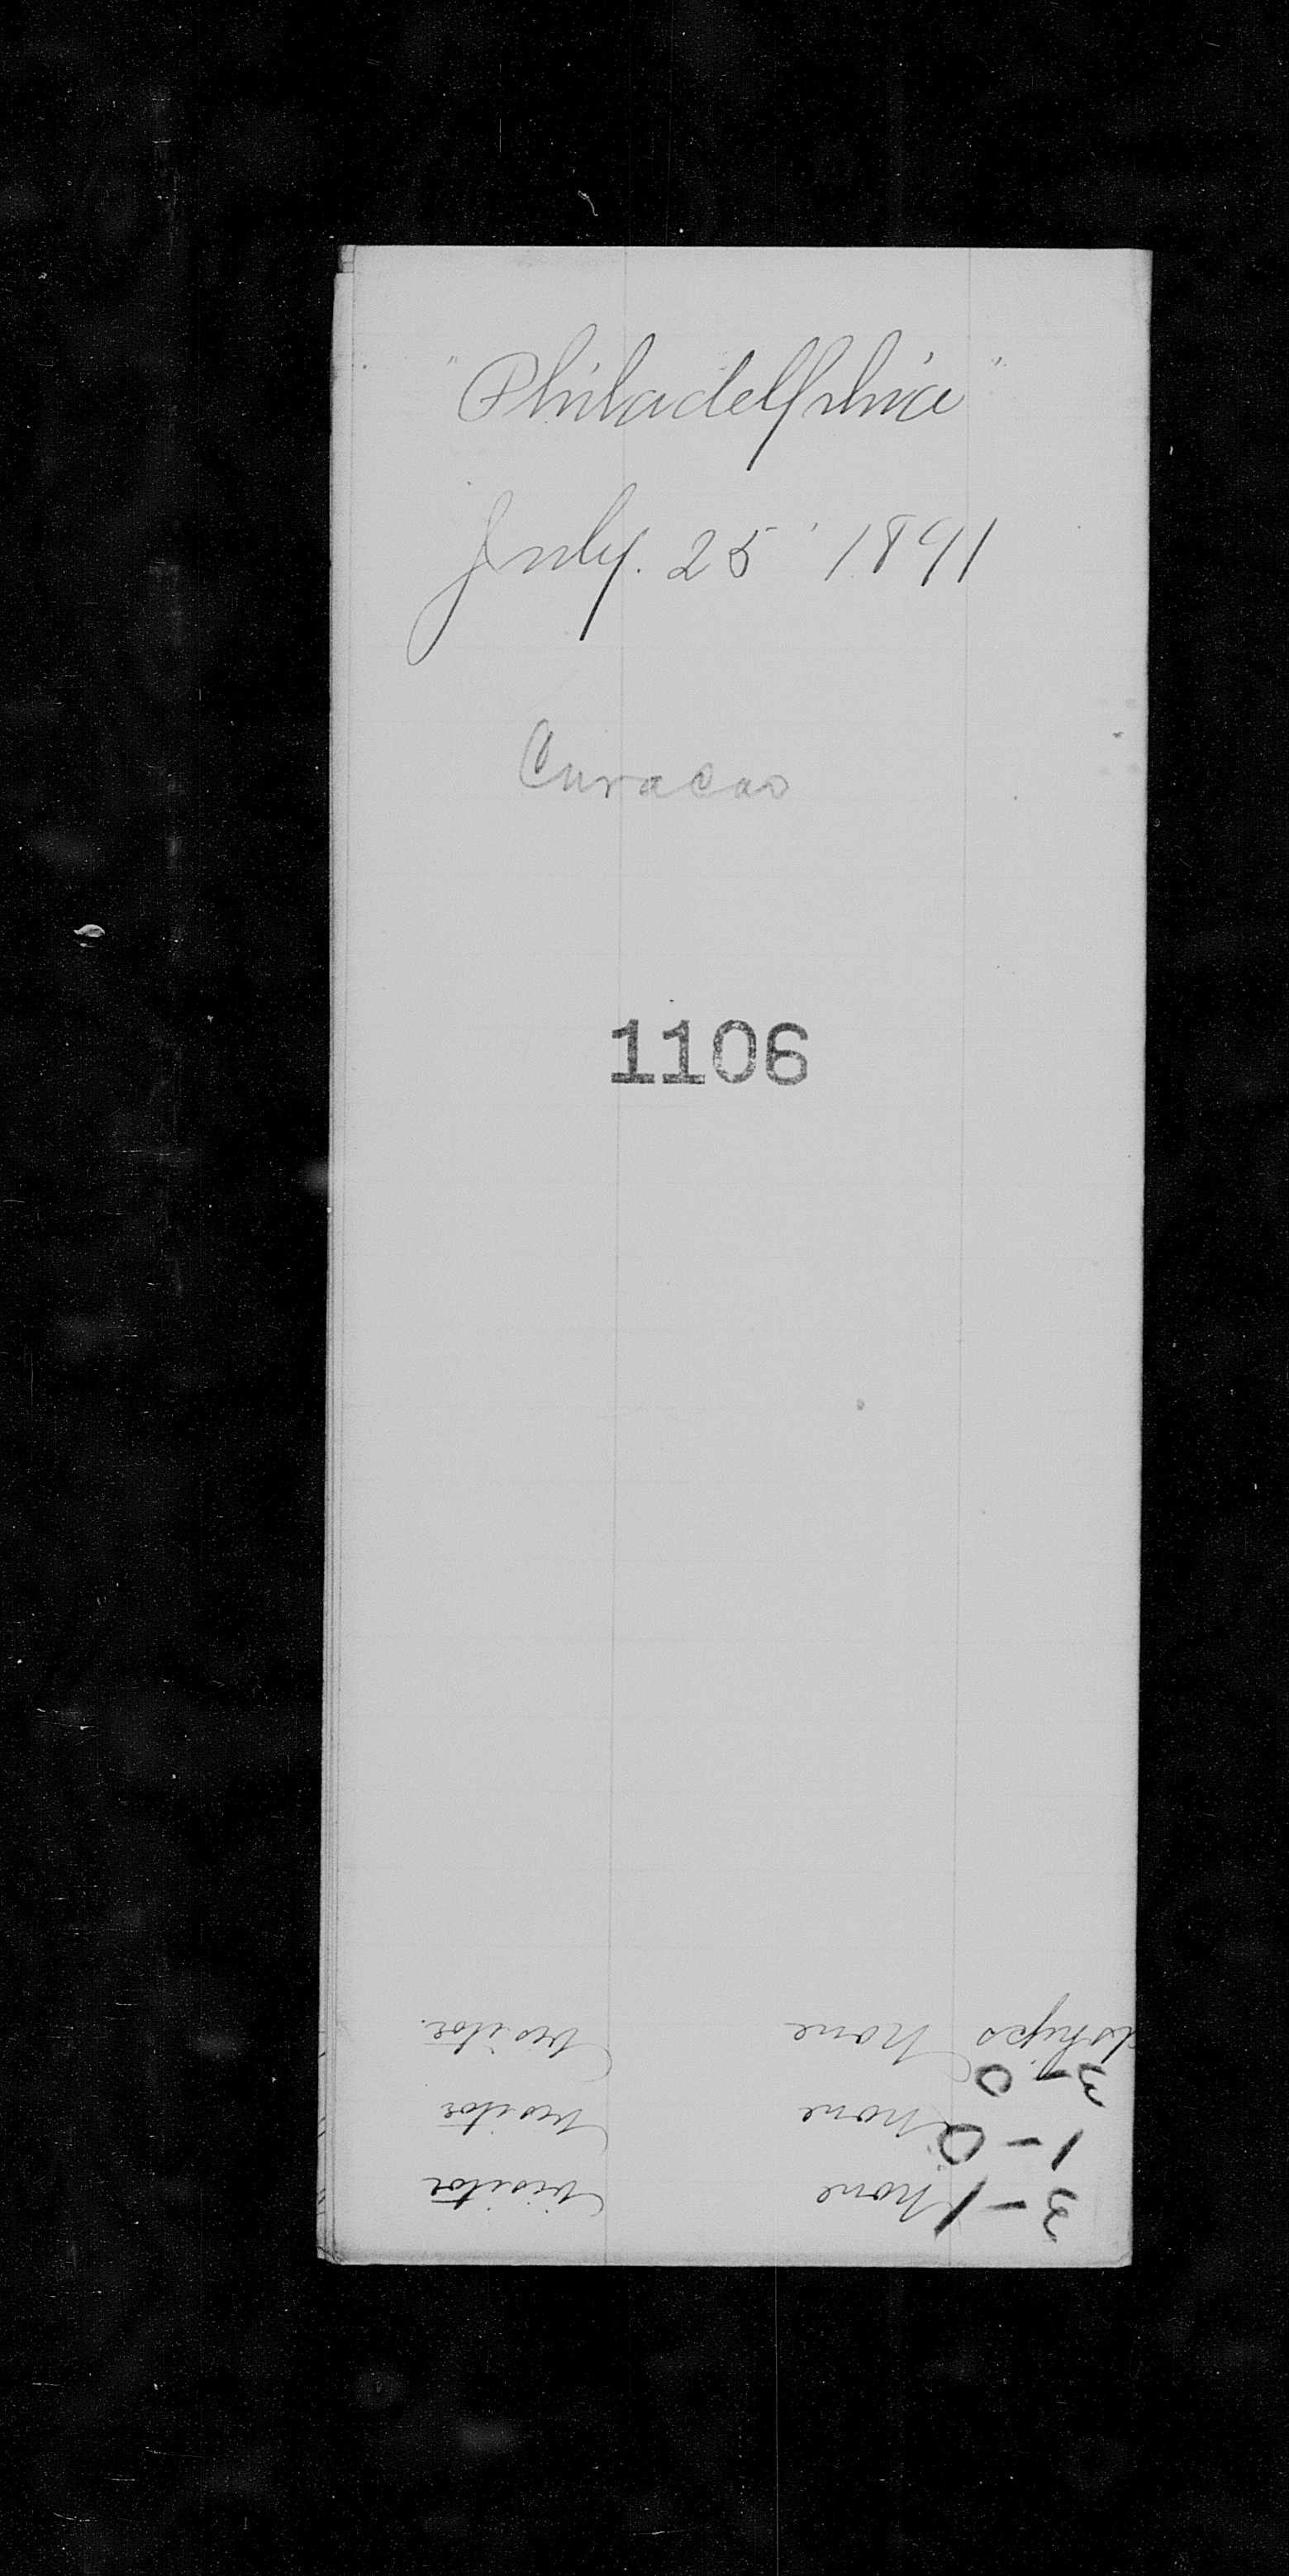 "Philadelphia"
July. 25' 1891
Curacao
1106
3-1 none visitor
1-0 none visitor
3-0
none visitor.